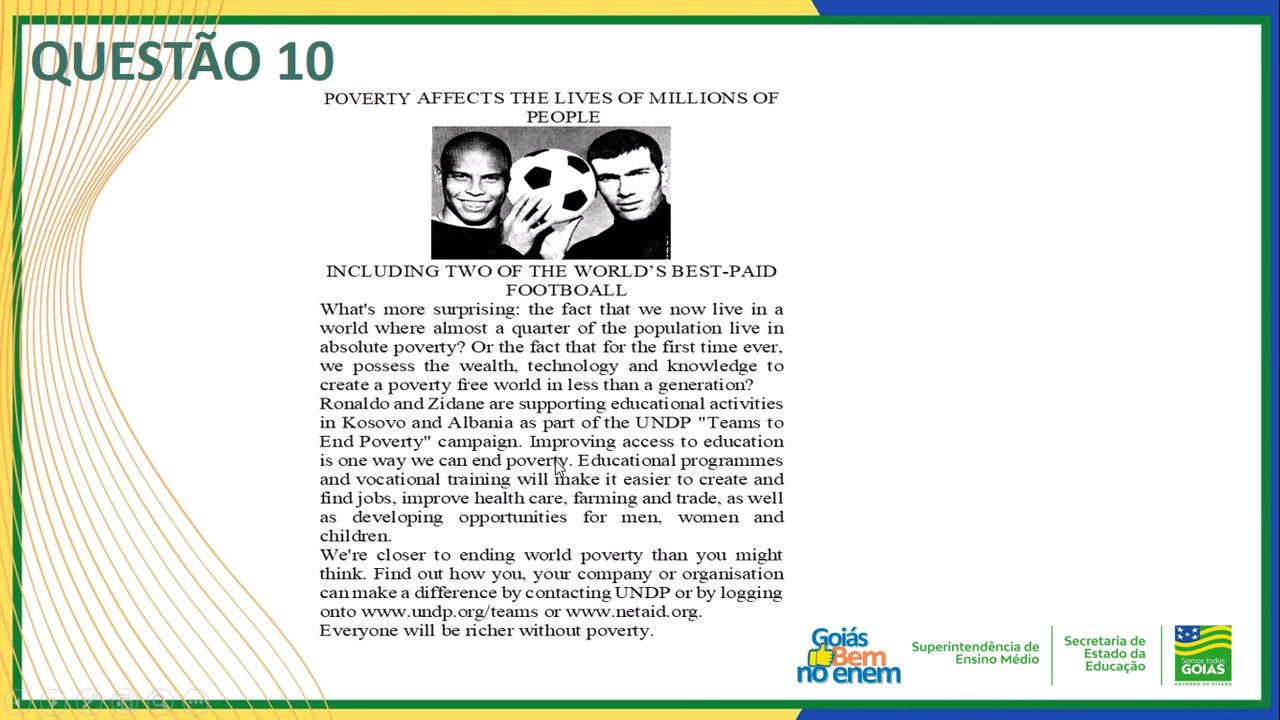 QUESTÃO 10
POVERTY AFFECTS THE LIVES OF MILLIONS OF
PEOPLE
INCLUDING TWO OF THE WORLD'S BEST-PAID
FOOTBOALL
What's more surprising: the fact that we now live in a
world where almost a quarter of the population live in
absolute poverty? Or the fact that for the first time ever,
we possess the wealth, technology and knowledge to
create a poverty free world in less than a generation?
Ronaldo and Zidane are supporting educational activities
in Kosovo and Albania as part of the UNDP "Teams to
End Poverty" campaign. Improving access to education
is one way we can end poverty. Educational programmes
and vocational training will make it easier to create and
find jobs, improve health care, farming and trade, as well
as developing opportunities for men, women and
children.
We're closer to ending world poverty than you might
think. Find out how you, your company or organisation
can make a difference by contacting UNDP or by logging
onto www.undp.org/teams or www.netaid.org.
Everyone will be richer without poverty.
Goiás
Bem
no enem
Superintendência de
Ensino Médio
Secretaria de
Estado da
Educação
Somos todos
GOIÁS
GOVERNO DO ESTADO